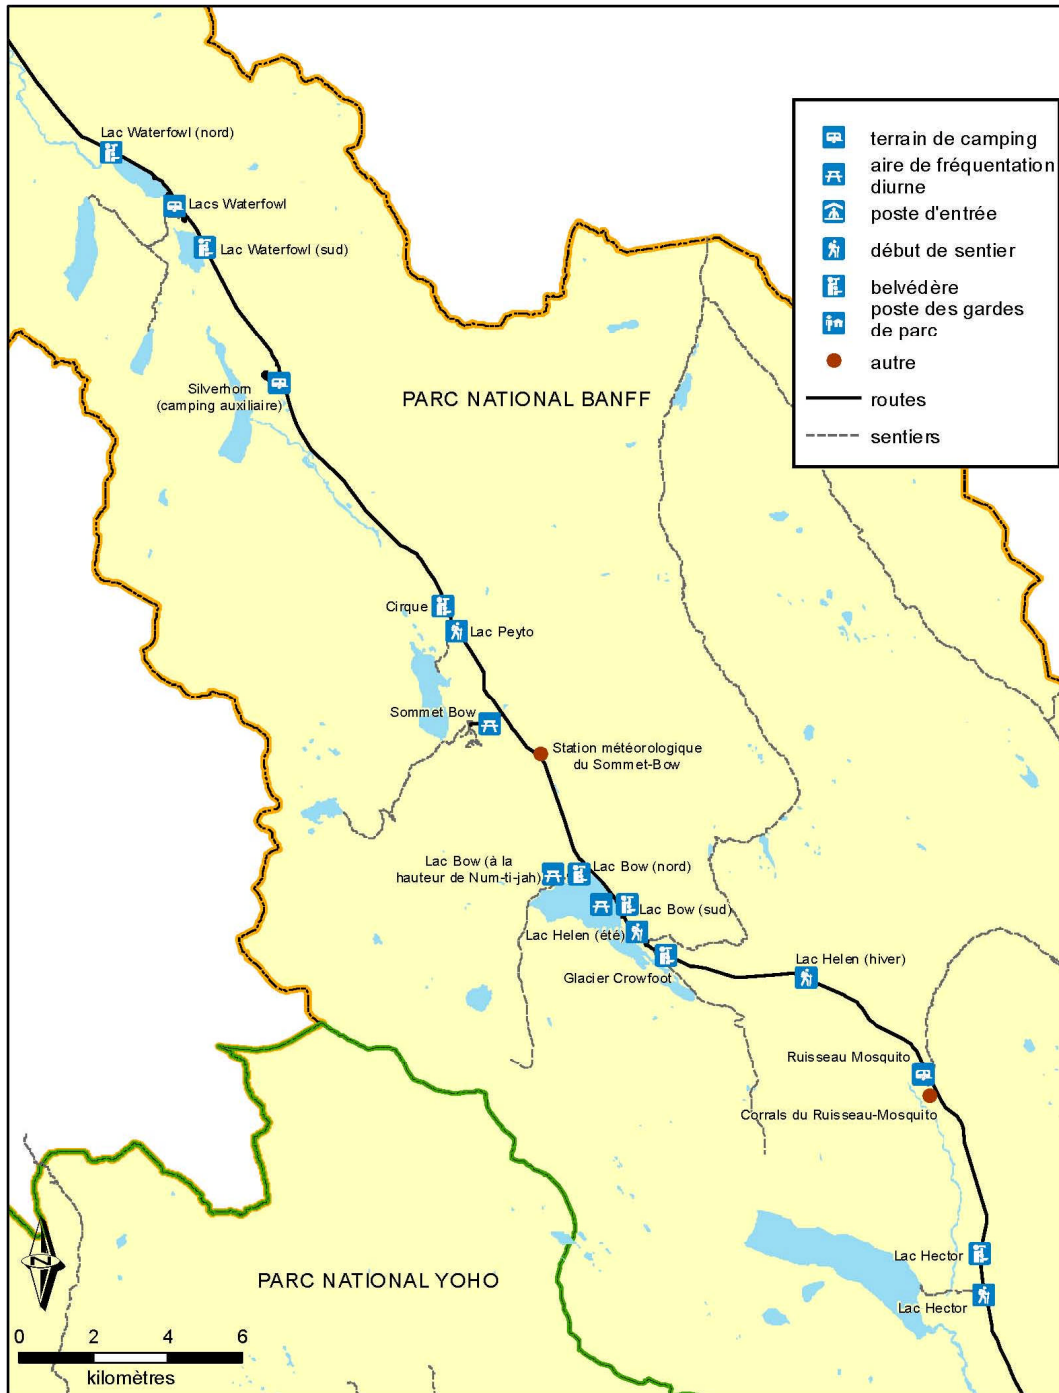 Lac Waterfowl (nord)
Lacs Waterfowl
Lac Waterfowl (sud)
Silverhorn
(camping auxiliaire)
PARC NATIONAL BANFF
terrain de camping
aire de fréquentation
diurne
poste d'entrée
début de sentier
belvédère
poste des gardes
de parc
autre
routes
sentiers
Cirque
Lac Peyto
Sommet Bow
Station météorologique
du Sommet-Bow
Lac Bow (à la
hauteur de Num-ti-jah)
Lac Bow (nord)
Lac Bow (sud)
Lac Helen (été)
Glacier Crowfoot
Lac Helen (hiver)
Ruisseau Mosquito
Corrals du Ruisseau-Mosquito
Lac Hector
Lac Hector
PARC NATIONAL YOHO
N
0 2 4 6
kilomètres